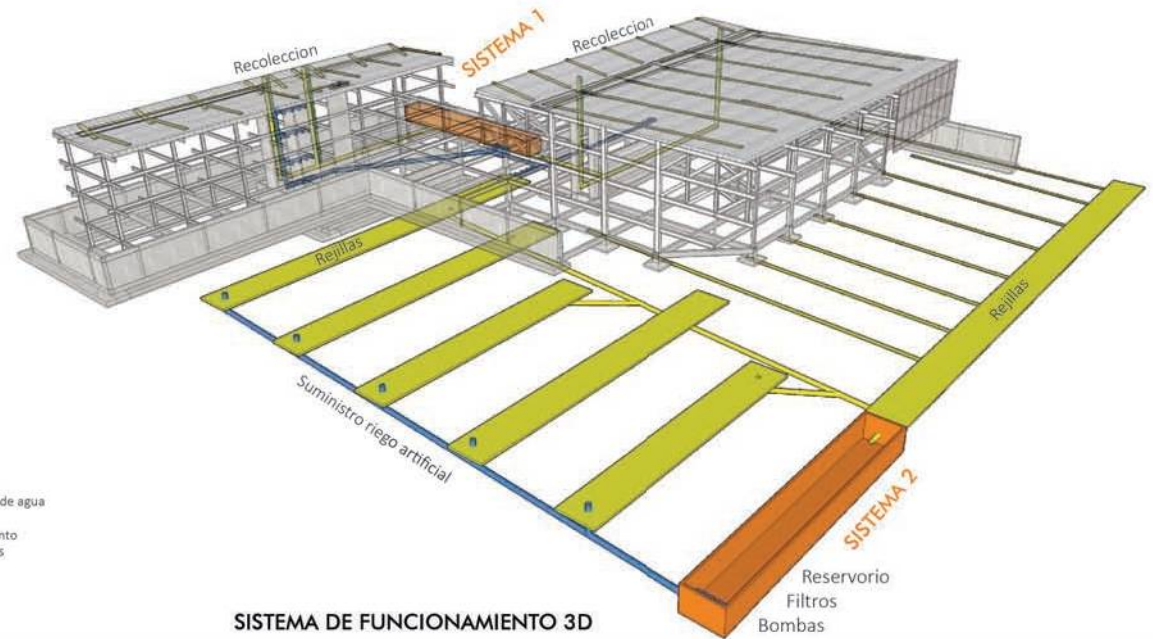 Recoleccion
SISTEMA 1
Recoleccion
Rejillas
Rejillas
Suministro riego artificial
de agua
nto
s
SISTEMA 2
Reservorio
Filtros
Bombas
SISTEMA DE FUNCIONAMIENTO 3D